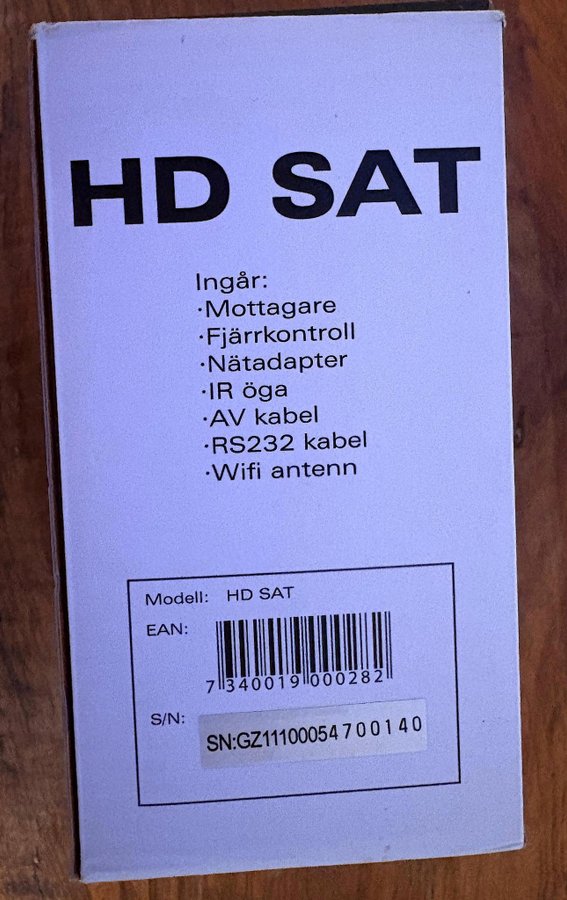 HD SAT
Ingår:
·Mottagare
·Fjärrkontroll
·Nätadapter
·IR öga
·AV kabel
·RS232 kabel
·Wifi antenn
Modell: HD SAT
EAN:
7 340019 000282
S/N:
SN:GZ11100054700140